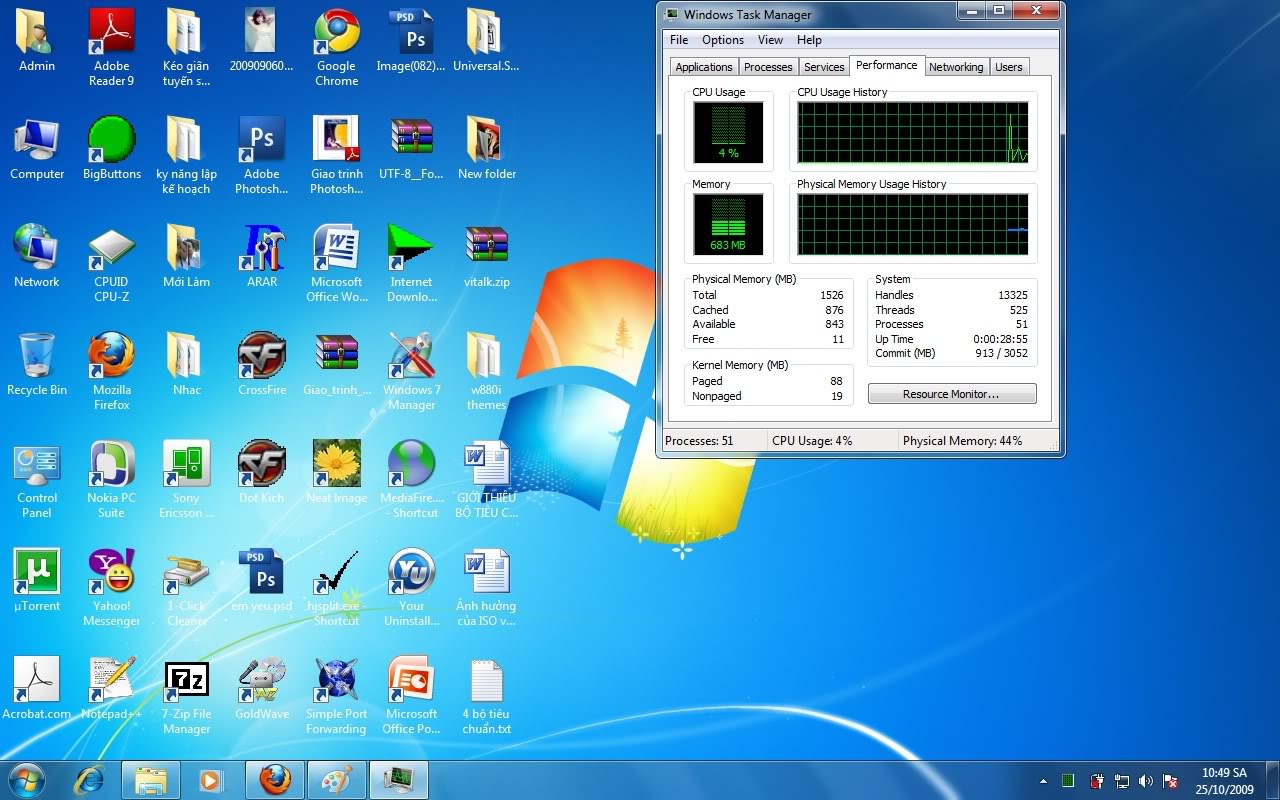 Admin
Adobe
Reader 9
Kéo giãn
tuyến s...
200909060...
Google
Chrome
PSD
Ps
Image(082)...
Universal.S...
Computer
BigButtons
ky năng lập
kế hoạch
Ps
Adobe
Photosh...
Giao trinh
Photosh...
UTF-8__Fo...
New folder
Network
CPUID
CPU-Z
Mới Làm
ARAR
Microsoft
Office Wo...
Internet
Downlo...
vitalk.zip
Recycle Bin
Mozilla
Firefox
Nhac
CF
CrossFire
Giao_trinh_...
Windows 7
Manager
w880i
themes
Control
Panel
Nokia PC
Suite
Sony
Ericsson ...
CF
Dot Kich
Neat Image
MediaFire....
- Shortcut
GIỚI THIỆU
BỘ TIÊU C...
µ
µTorrent
Y!
Yahoo!
Messenger
1-Click
Cleaner
PSD
Ps
em yeu.psd
hjsplit.exe -
Shortcut
YU
Your
Uninstall...
Ảnh hưởng
của ISO v...
Acrobat.com
Notepad++
7z
7-Zip File
Manager
GoldWave
Simple Port
Forwarding
Microsoft
Office Po...
4 bộ tiêu
chuẩn.txt
Windows Task Manager
File Options View Help
Applications Processes Services Performance Networking Users
CPU Usage
4 %
CPU Usage History
Memory
683 MB
Physical Memory Usage History
Physical Memory (MB)
Total 1526
Cached 876
Available 843
Free 11
Kernel Memory (MB)
Paged 88
Nonpaged 19
System
Handles 13325
Threads 525
Processes 51
Up Time 0:00:28:55
Commit (MB) 913 / 3052
Resource Monitor...
Processes: 51 CPU Usage: 4% Physical Memory: 44%
10:49 SA
25/10/2009